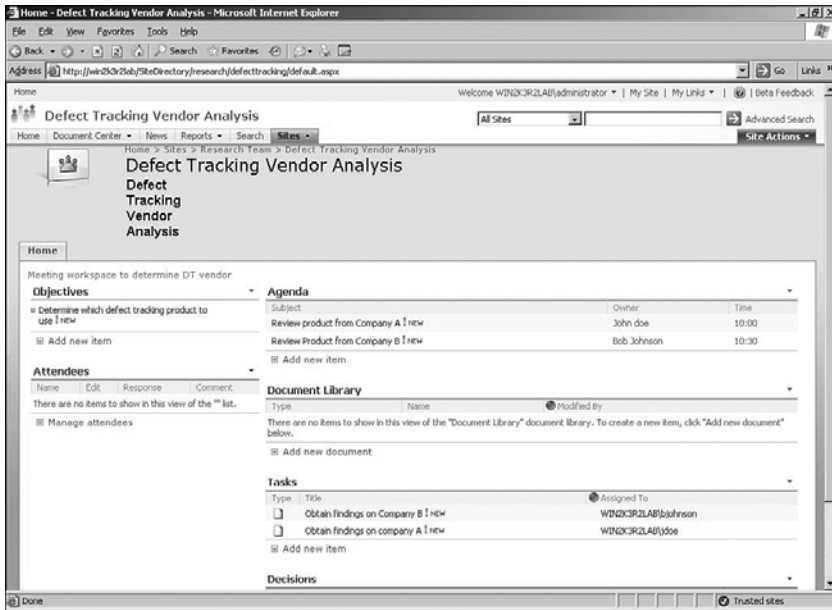 Home - Defect Tracking Vendor Analysis - Microsoft Internet Explorer
File Edit View Favorites Tools Help
Back Search Favorites
Address http://win2k3r2lab/SiteDirectory/research/defecttracking/default.aspx Go Links
Home Welcome WIN2K3R2LAB\administrator | My Site | My Links | Beta Feedback
Defect Tracking Vendor Analysis All Sites Advanced Search
Home Document Center News Reports Search Sites Site Actions
Home > Sites > Research Team > Defect Tracking Vendor Analysis
Defect Tracking Vendor Analysis
Defect
Tracking
Vendor
Analysis
Home
Meeting workspace to determine DT vendor
Objectives
Determine which defect tracking product to
use ! NEW
Add new item
Attendees
Name Edit Response Comment
There are no items to show in this view of the "" list.
Manage attendees
Agenda
Subject Owner Time
Review product from Company A ! NEW John doe 10:00
Review Product from Company B ! NEW Bob Johnson 10:30
Add new item
Document Library
Type Name Modified By
There are no items to show in this view of the "Document Library" document library. To create a new item, click "Add new document"
below.
Add new document
Tasks
Type Title Assigned To
Obtain findings on Company B ! NEW WIN2K3R2LAB\bjohnson
Obtain findings on company A ! NEW WIN2K3R2LAB\jdoe
Add new item
Decisions
Done Trusted sites